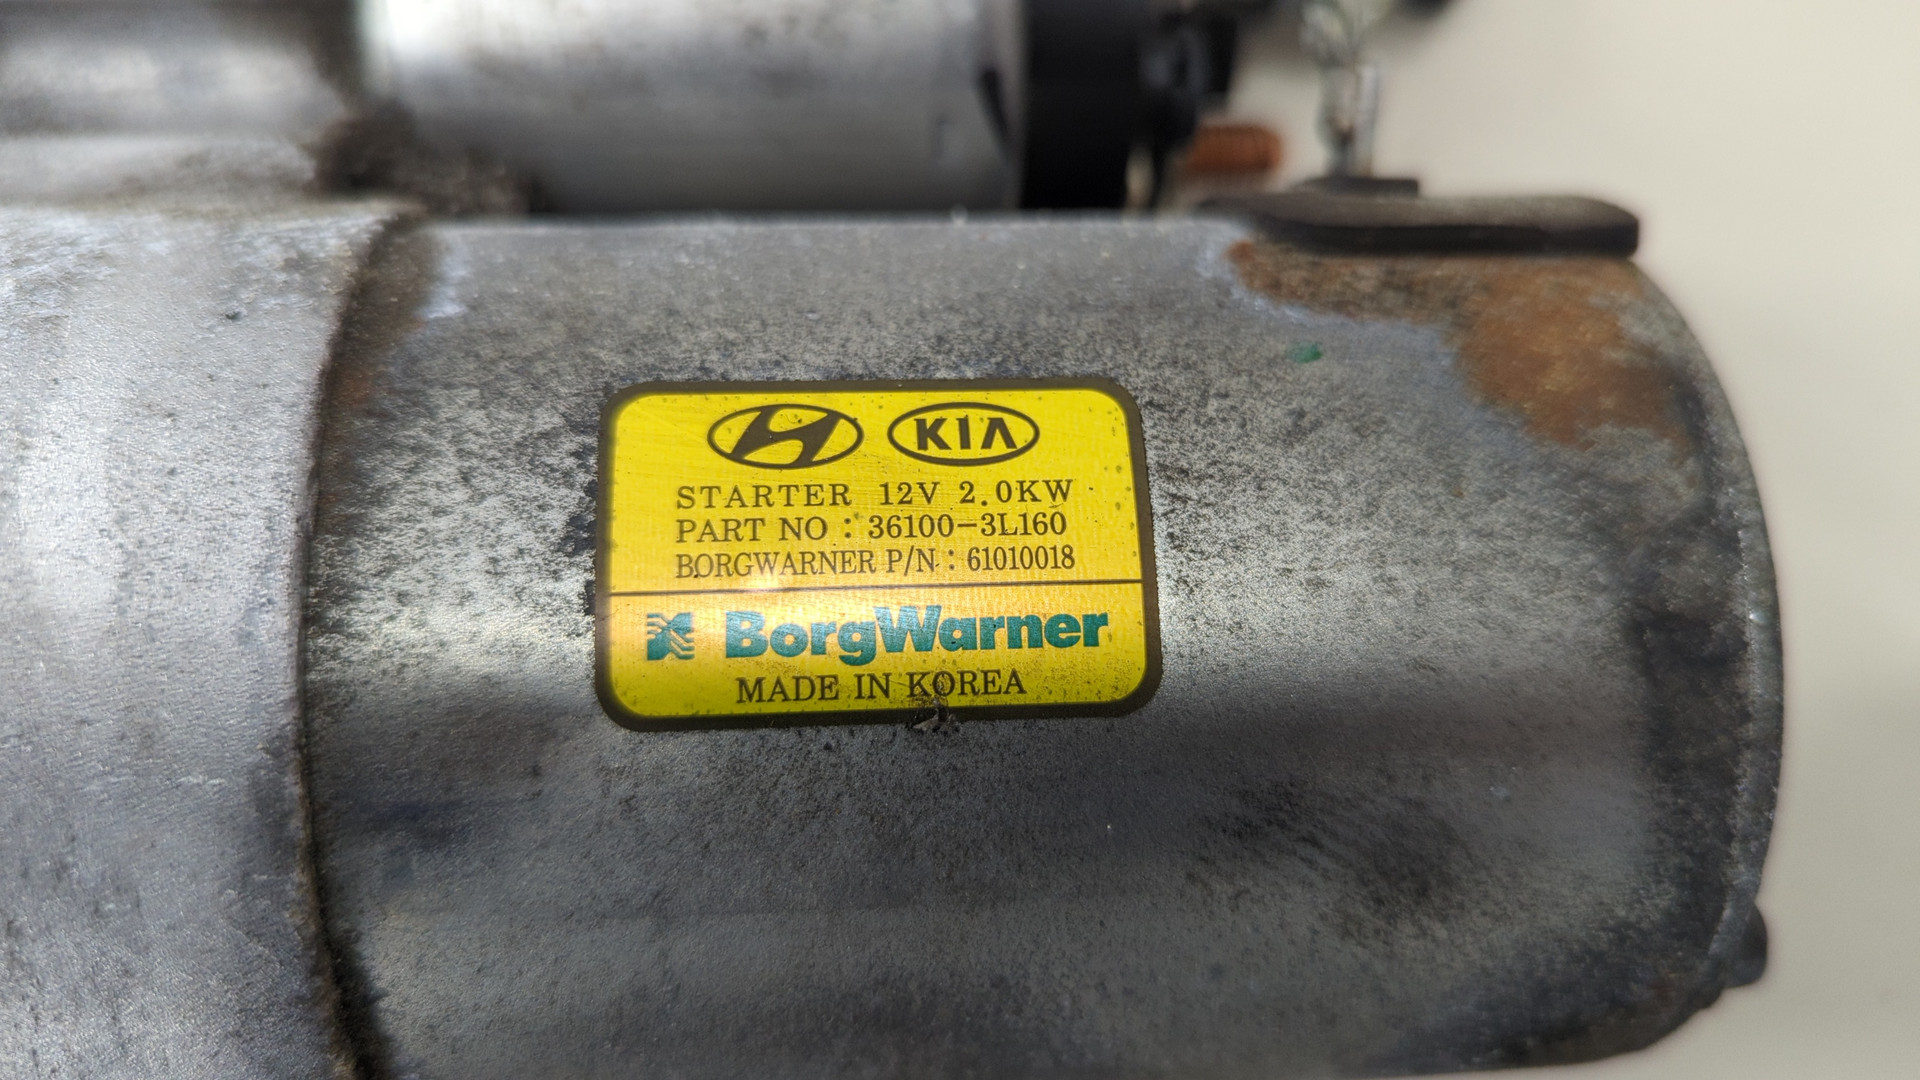 KIA
STARTER 12V 2.0KW
PART NO : 36100-3L160
BORGWARNER P/N : 61010018
BorgWarner
MADE IN KOREA